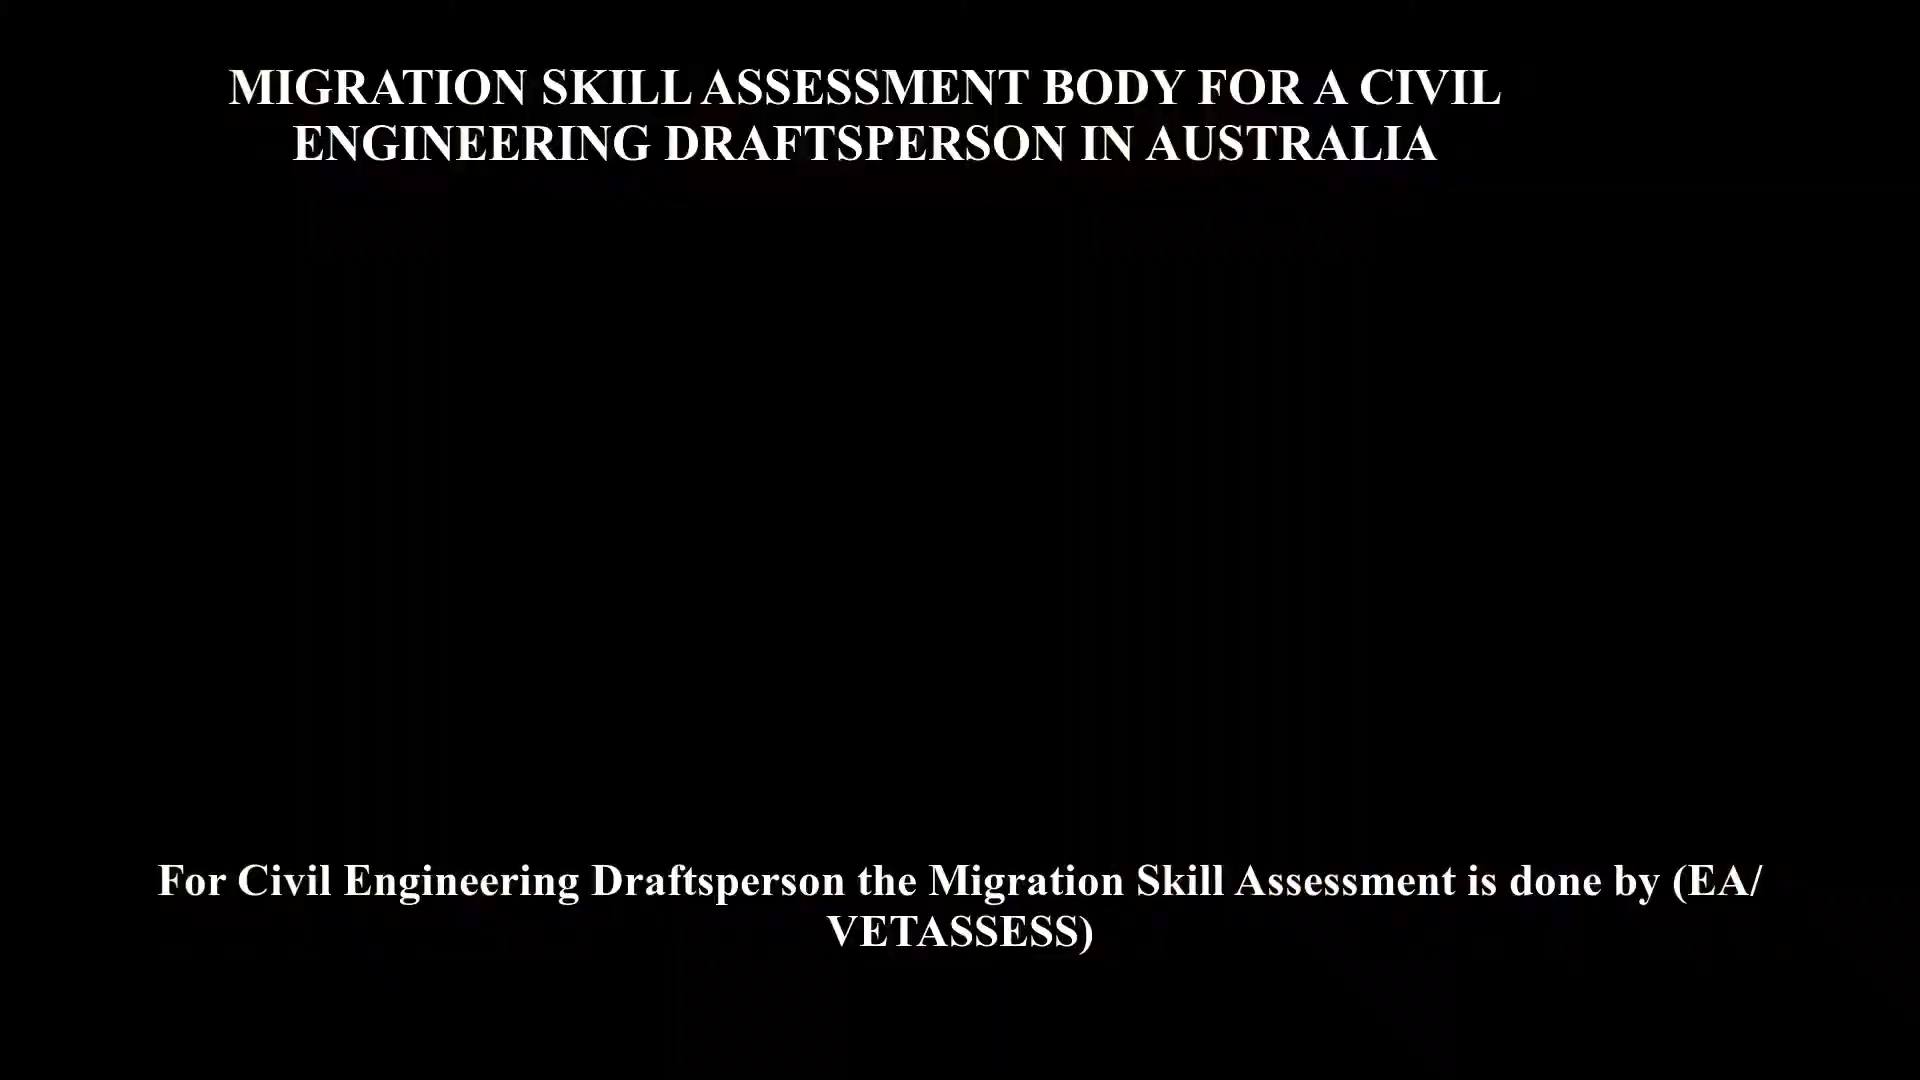 MIGRATION SKILL ASSESSMENT BODY FOR A CIVIL
ENGINEERING DRAFTSPERSON IN AUSTRALIA
For Civil Engineering Draftsperson the Migration Skill Assessment is done by (EA/
VETASSESS)